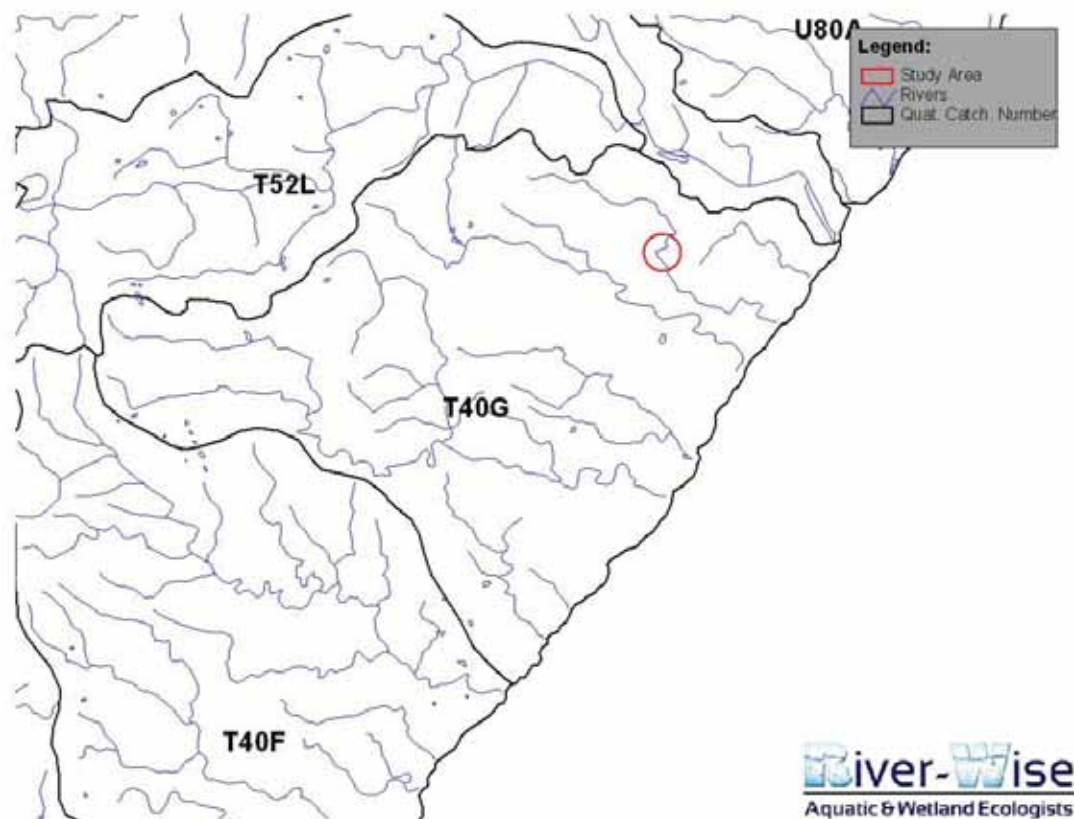 U80A
Legend:
Study Area
Rivers
Quat. Catch. Number
T52L
T40G
T40F
River-Wise
Aquatic & Wetland Ecologists